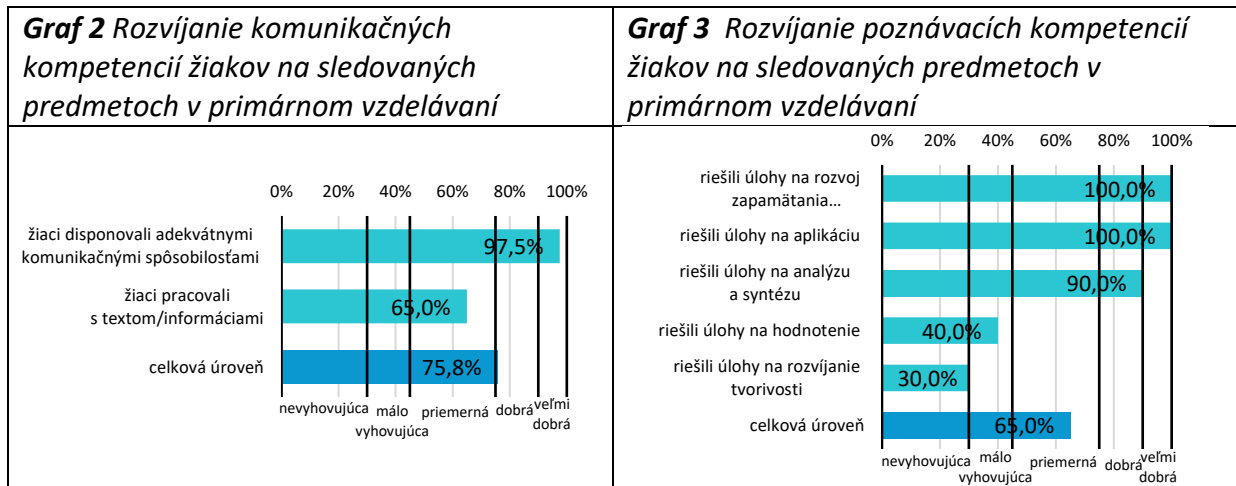 Graf 2 Rozvíjanie komunikačných
kompetencií žiakov na sledovaných
predmetoch v primárnom vzdelávaní
Graf 3 Rozvíjanie poznávacích kompetencií
žiakov na sledovaných predmetoch v
primárnom vzdelávaní
0% 20% 40% 60% 80% 100%
žiaci disponovali adekvátnymi
komunikačnými spôsobilosťami
97,5%
žiaci pracovali
s textom/informáciami
65,0%
celková úroveň
75,8%
nevyhovujúca málo priemerná dobrá veľmi
vyhovujúca dobrá
0% 20% 40% 60% 80% 100%
riešili úlohy na rozvoj
zapamätania...
100,0%
riešili úlohy na aplikáciu
100,0%
riešili úlohy na analýzu
a syntézu
90,0%
riešili úlohy na hodnotenie
40,0%
riešili úlohy na rozvíjanie
tvorivosti
30,0%
celková úroveň
65,0%
nevyhovujúca málo priemerná dobrá veľmi
vyhovujúca dobrá